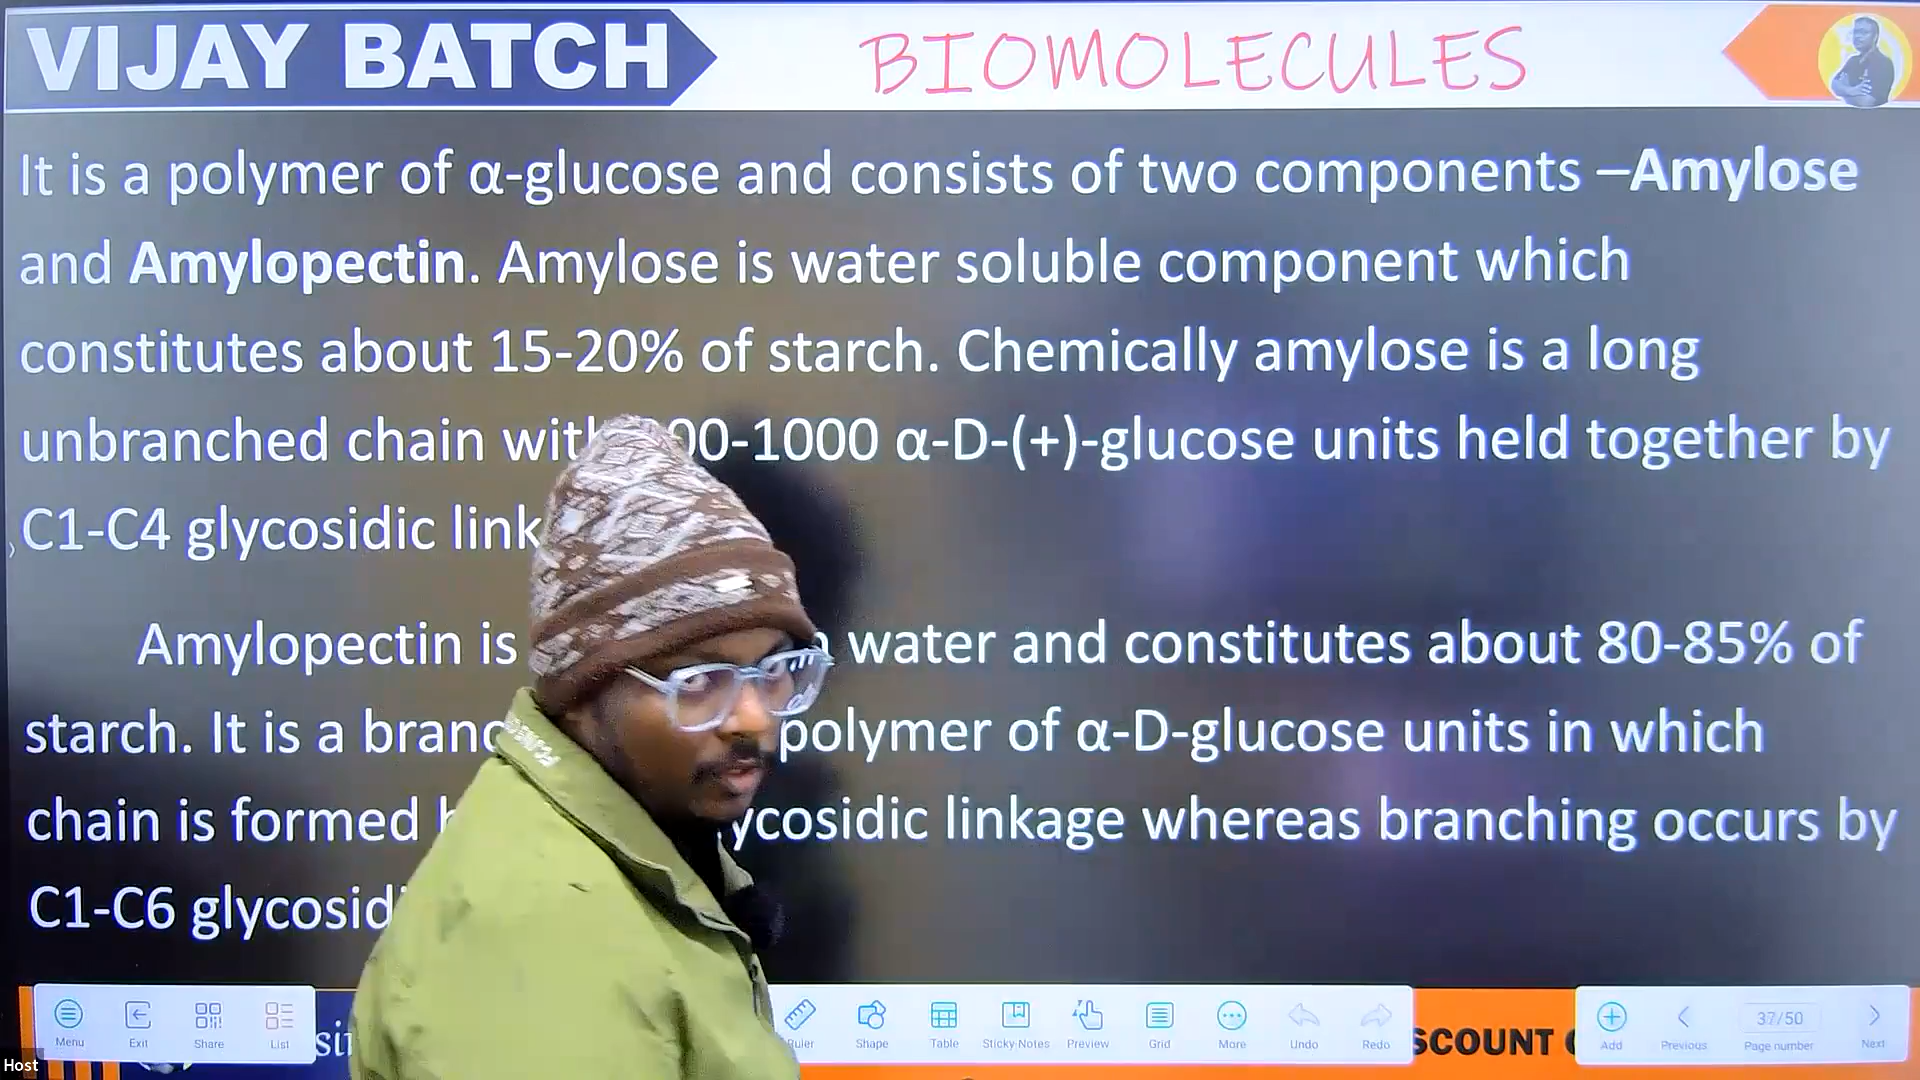 VIJAY BATCH
BIOMOLECULES
It is a polymer of α-glucose and consists of two components –Amylose
and Amylopectin. Amylose is water soluble component which
constitutes about 15-20% of starch. Chemically amylose is a long
unbranched chain with 00-1000 α-D-(+)-glucose units held together by
C1-C4 glycosidic link
Amylopectin is water and constitutes about 80-85% of
starch. It is a branc polymer of α-D-glucose units in which
chain is formed ycosidic linkage whereas branching occurs by
C1-C6 glycosid
Menu Exit Share List Ruler Shape Table Sticky Notes Preview Grid More Undo Redo SCOUNT Add Previous 37/50 Page number Next
Host